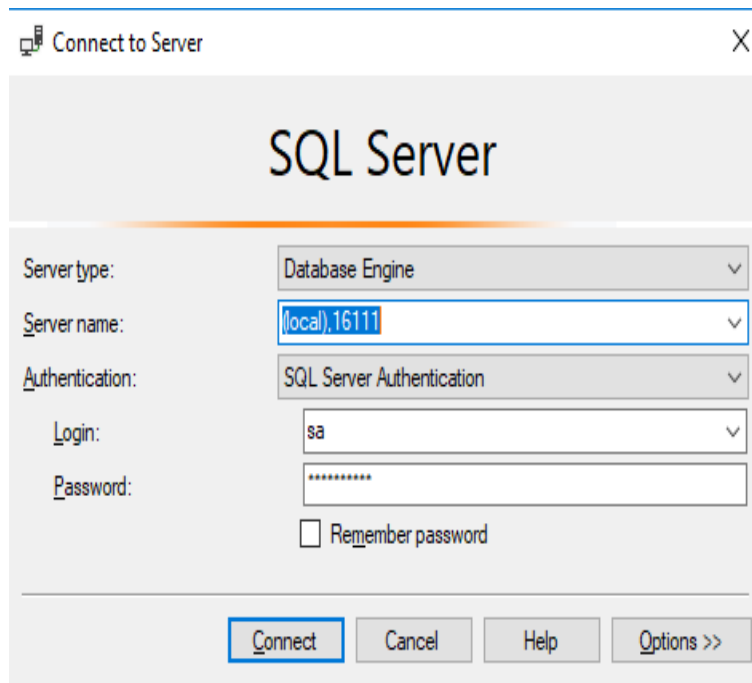 Connect to Server
SQL Server
Server type: Database Engine
Server name: (local),16111
Authentication: SQL Server Authentication
Login: sa
Password: **********
Remember password
Connect Cancel Help Options >>